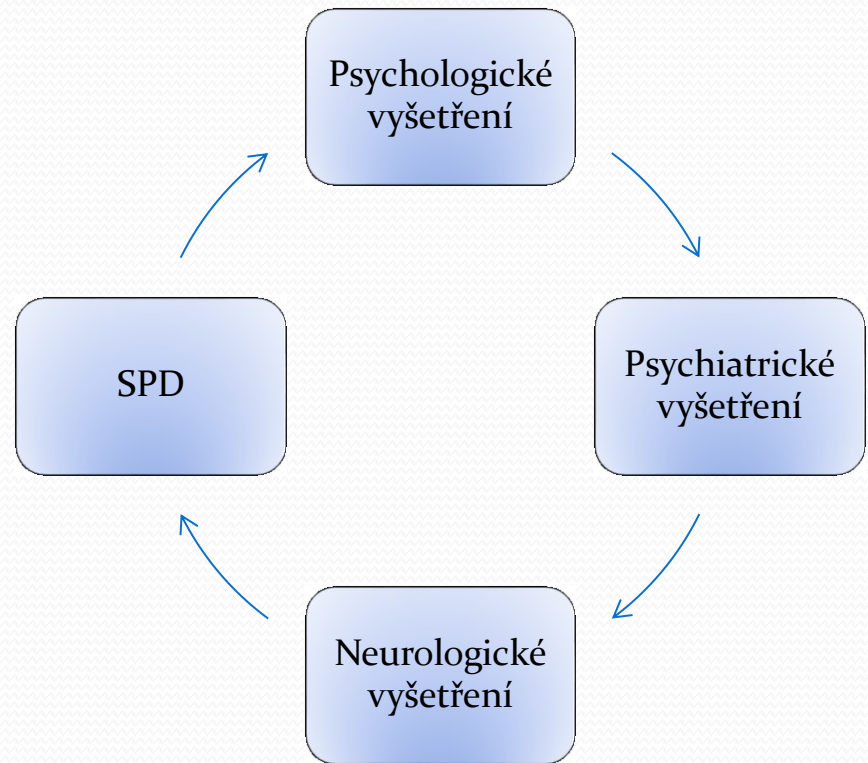 Psychologické
vyšetření
SPD
Psychiatrické
vyšetření
Neurologické
vyšetření